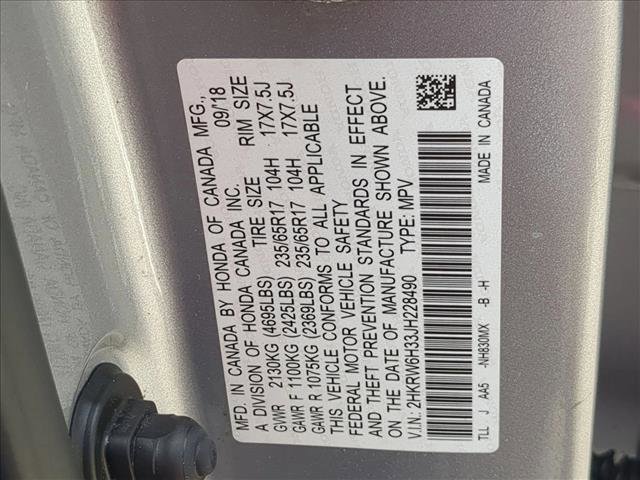 MFD. IN CANADA BY HONDA OF CANADA MFG.,
A DIVISION OF HONDA CANADA INC. 09/18
TIRE SIZE RIM SIZE
GVWR 2130KG (4695LBS)
GAWR F 1100KG (2425LBS) 235/65R17 104H 17X7.5J
GAWR R 1075KG (2369LBS) 235/65R17 104H 17X7.5J
THIS VEHICLE CONFORMS TO ALL APPLICABLE
FEDERAL MOTOR VEHICLE SAFETY
AND THEFT PREVENTION STANDARDS IN EFFECT
ON THE DATE OF MANUFACTURE SHOWN ABOVE.
V.I.N.: 2HKRW6H33JH228490 TYPE: MPV
TLL J AA5 -NH830MX -B -H MADE IN CANADA